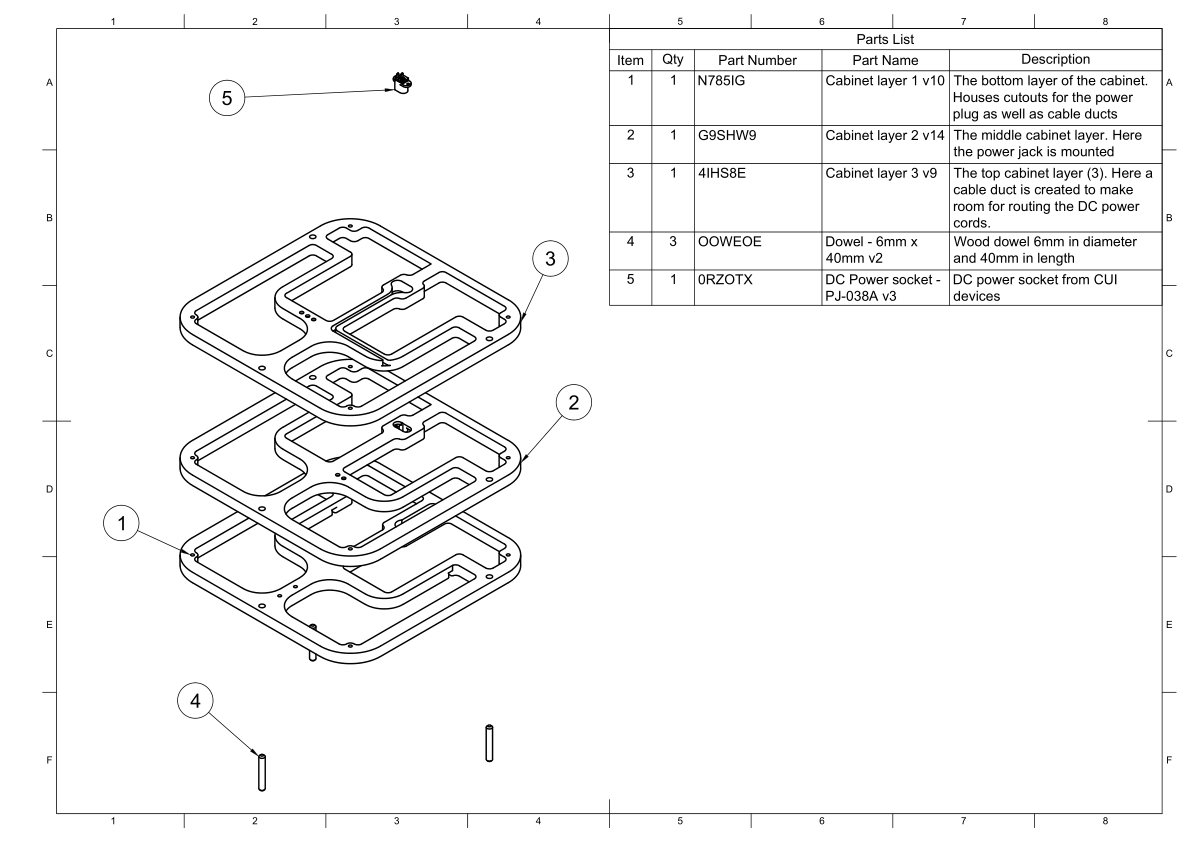 1 2 3 4 5 6 7 8
Parts List
Item Qty Part Number Part Name Description
1 1 N785IG Cabinet layer 1 v10 The bottom layer of the cabinet.
Houses cutouts for the power
plug as well as cable ducts
2 1 G9SHW9 Cabinet layer 2 v14 The middle cabinet layer. Here
the power jack is mounted
3 1 4IHS8E Cabinet layer 3 v9 The top cabinet layer (3). Here a
cable duct is created to make
room for routing the DC power
cords.
4 3 OOWEOE Dowel - 6mm x Wood dowel 6mm in diameter
40mm v2 and 40mm in length
5 1 0RZOTX DC Power socket - DC power socket from CUI
PJ-038A v3 devices
A A
5
B B
3
C C
2
D D
1
E E
4
F F
1 2 3 4 5 6 7 8